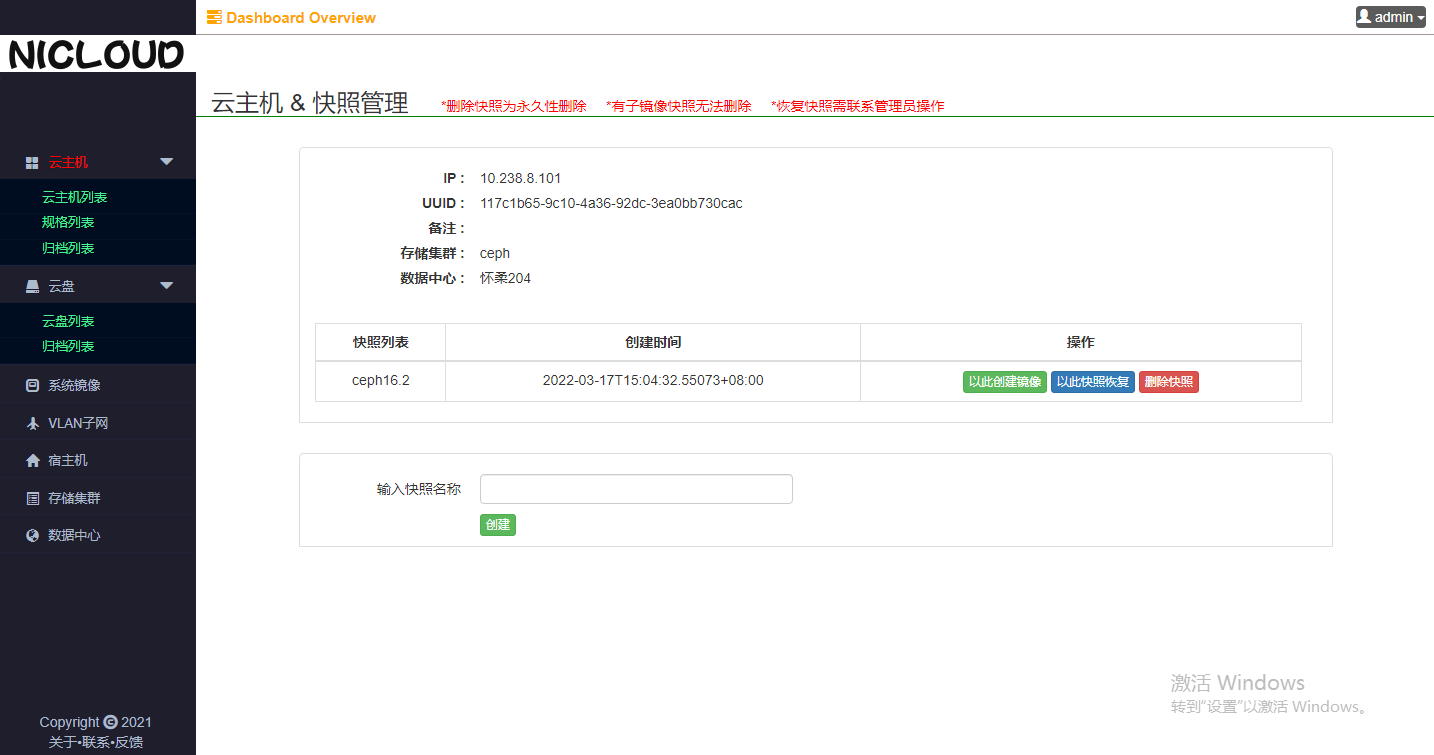 Dashboard Overview
admin
NICLOUD
云主机 & 快照管理 *删除快照为永久性删除 *有子镜像快照无法删除 *恢复快照需联系管理员操作
云主机
云主机列表
规格列表
归档列表
云盘
云盘列表
归档列表
系统镜像
VLAN子网
宿主机
存储集群
数据中心
IP : 10.238.8.101
UUID : 117c1b65-9c10-4a36-92dc-3ea0bb730cac
备注 :
存储集群 : ceph
数据中心 : 怀柔204
快照列表 创建时间 操作
ceph16.2 2022-03-17T15:04:32.55073+08:00 以此创建镜像 以此快照恢复 删除快照
输入快照名称
创建
激活 Windows
转到“设置”以激活 Windows。
Copyright G 2021
关于•联系•反馈